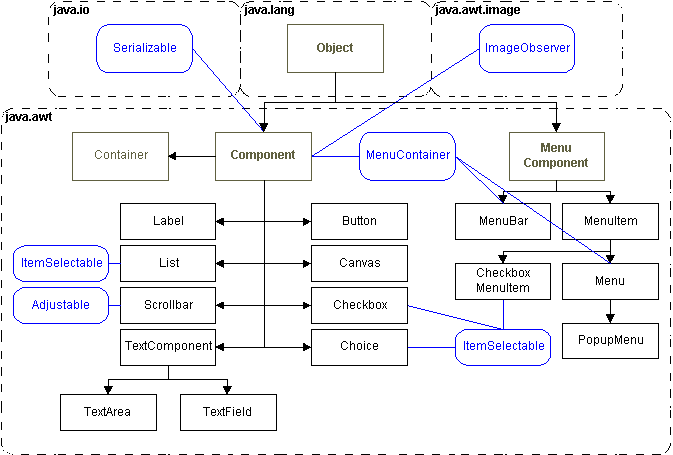 java.io
java.lang
java.awt.image
Serializable
Object
ImageObserver
java.awt
Container
Component
MenuContainer
Menu
Component
Label
Button
MenuBar
MenuItem
ItemSelectable
List
Canvas
Checkbox
MenuItem
Menu
Adjustable
Scrollbar
Checkbox
TextComponent
Choice
ItemSelectable
PopupMenu
TextArea
TextField